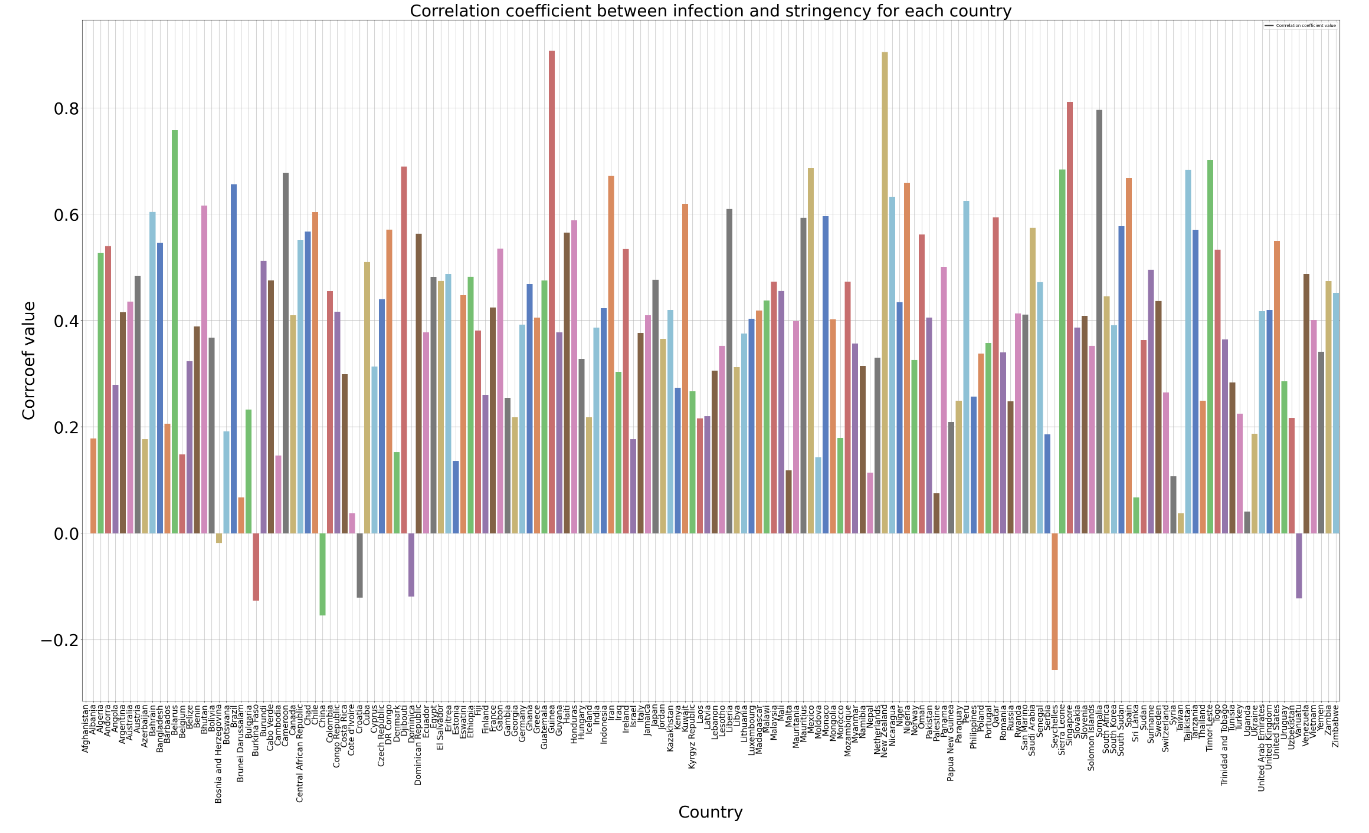 Correlation coefficient between infection and stringency for each country
Correlation coefficient value
Corrcoef value
0.8
0.6
0.4
0.2
0.0
−0.2
Afghanistan
Albania
Algeria
Andorra
Angola
Argentina
Australia
Austria
Azerbaijan
Bahrain
Bangladesh
Barbados
Belarus
Belgium
Belize
Benin
Bhutan
Bolivia
Bosnia and Herzegovina
Botswana
Brazil
Brunei Darussalam
Bulgaria
Burkina Faso
Burundi
Cabo Verde
Cambodia
Cameroon
Canada
Central African Republic
Chad
Chile
China
Colombia
Congo Republic
Costa Rica
Cote d'Ivoire
Croatia
Cuba
Cyprus
Czech Republic
DR Congo
Denmark
Djibouti
Dominica
Dominican Republic
Ecuador
Egypt
El Salvador
Eritrea
Estonia
Eswatini
Ethiopia
Fiji
Finland
France
Gabon
Gambia
Georgia
Germany
Ghana
Greece
Guatemala
Guinea
Guyana
Haiti
Honduras
Hungary
Iceland
India
Indonesia
Iran
Iraq
Ireland
Israel
Italy
Jamaica
Japan
Jordan
Kazakhstan
Kenya
Kuwait
Kyrgyz Republic
Laos
Latvia
Lebanon
Lesotho
Liberia
Libya
Lithuania
Luxembourg
Madagascar
Malawi
Malaysia
Mali
Malta
Mauritania
Mauritius
Mexico
Moldova
Monaco
Mongolia
Morocco
Mozambique
Myanmar
Namibia
Nepal
Netherlands
New Zealand
Nicaragua
Niger
Nigeria
Norway
Oman
Pakistan
Palestine
Panama
Papua New Guinea
Paraguay
Peru
Philippines
Poland
Portugal
Qatar
Romania
Russia
Rwanda
San Marino
Saudi Arabia
Senegal
Serbia
Seychelles
Sierra Leone
Singapore
Slovakia
Slovenia
Solomon Islands
Somalia
South Africa
South Korea
South Sudan
Spain
Sri Lanka
Sudan
Suriname
Sweden
Switzerland
Syria
Taiwan
Tajikistan
Tanzania
Thailand
Timor Leste
Togo
Trinidad and Tobago
Tunisia
Turkey
Uganda
Ukraine
United Arab Emirates
United Kingdom
United States
Uruguay
Uzbekistan
Vanuatu
Venezuela
Vietnam
Yemen
Zambia
Zimbabwe
Country